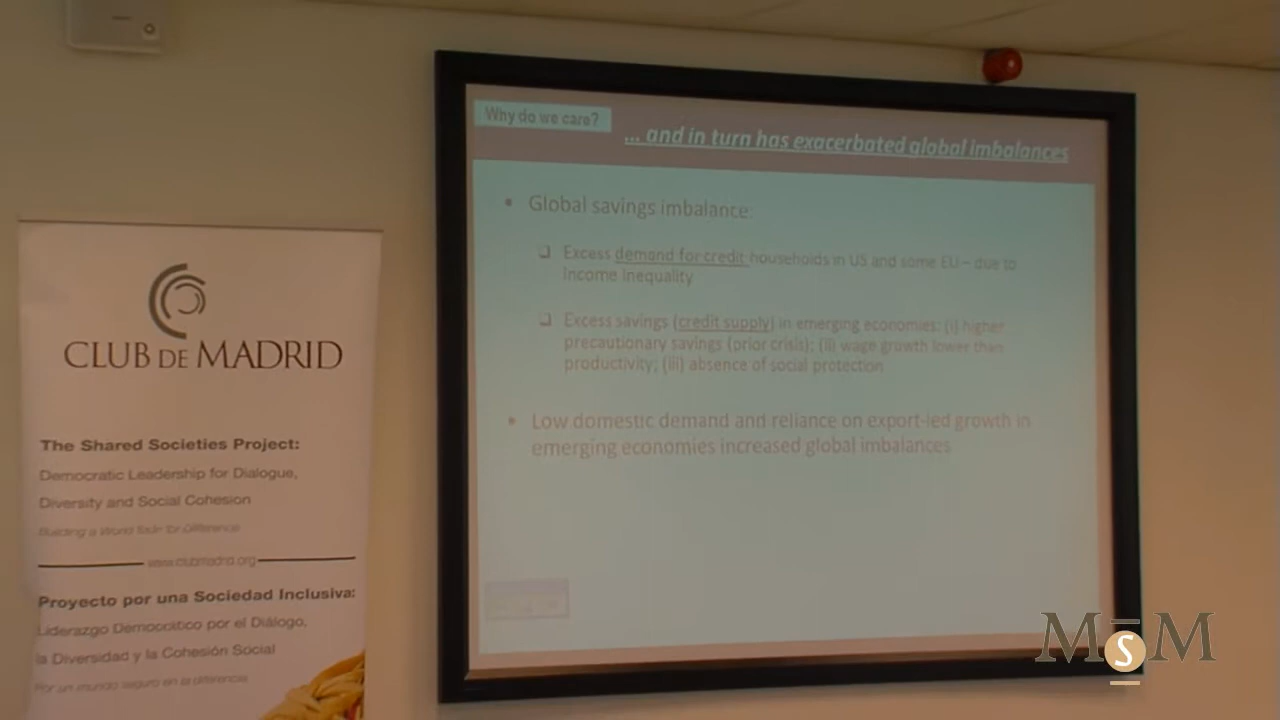 Why do we care?
... and in turn has exacerbated global imbalances
• Global savings imbalance:
❑ Excess demand for credit households in US and some EU – due to
income inequality
❑ Excess savings (credit supply) in emerging economies: (i) higher
precautionary savings (prior crisis); (ii) wage growth lower than
productivity; (iii) absence of social protection
• Low domestic demand and reliance on export-led growth in
emerging economies increased global imbalances
CLUB DE MADRID
The Shared Societies Project:
Democratic Leadership for Dialogue,
Diversity and Social Cohesion
Building a World Safe for Difference
www.clubmadrid.org
Proyecto por una Sociedad Inclusiva:
Liderazgo Democrático por el Diálogo,
la Diversidad y la Cohesión Social
Por un mundo seguro en la diferencia
MSM